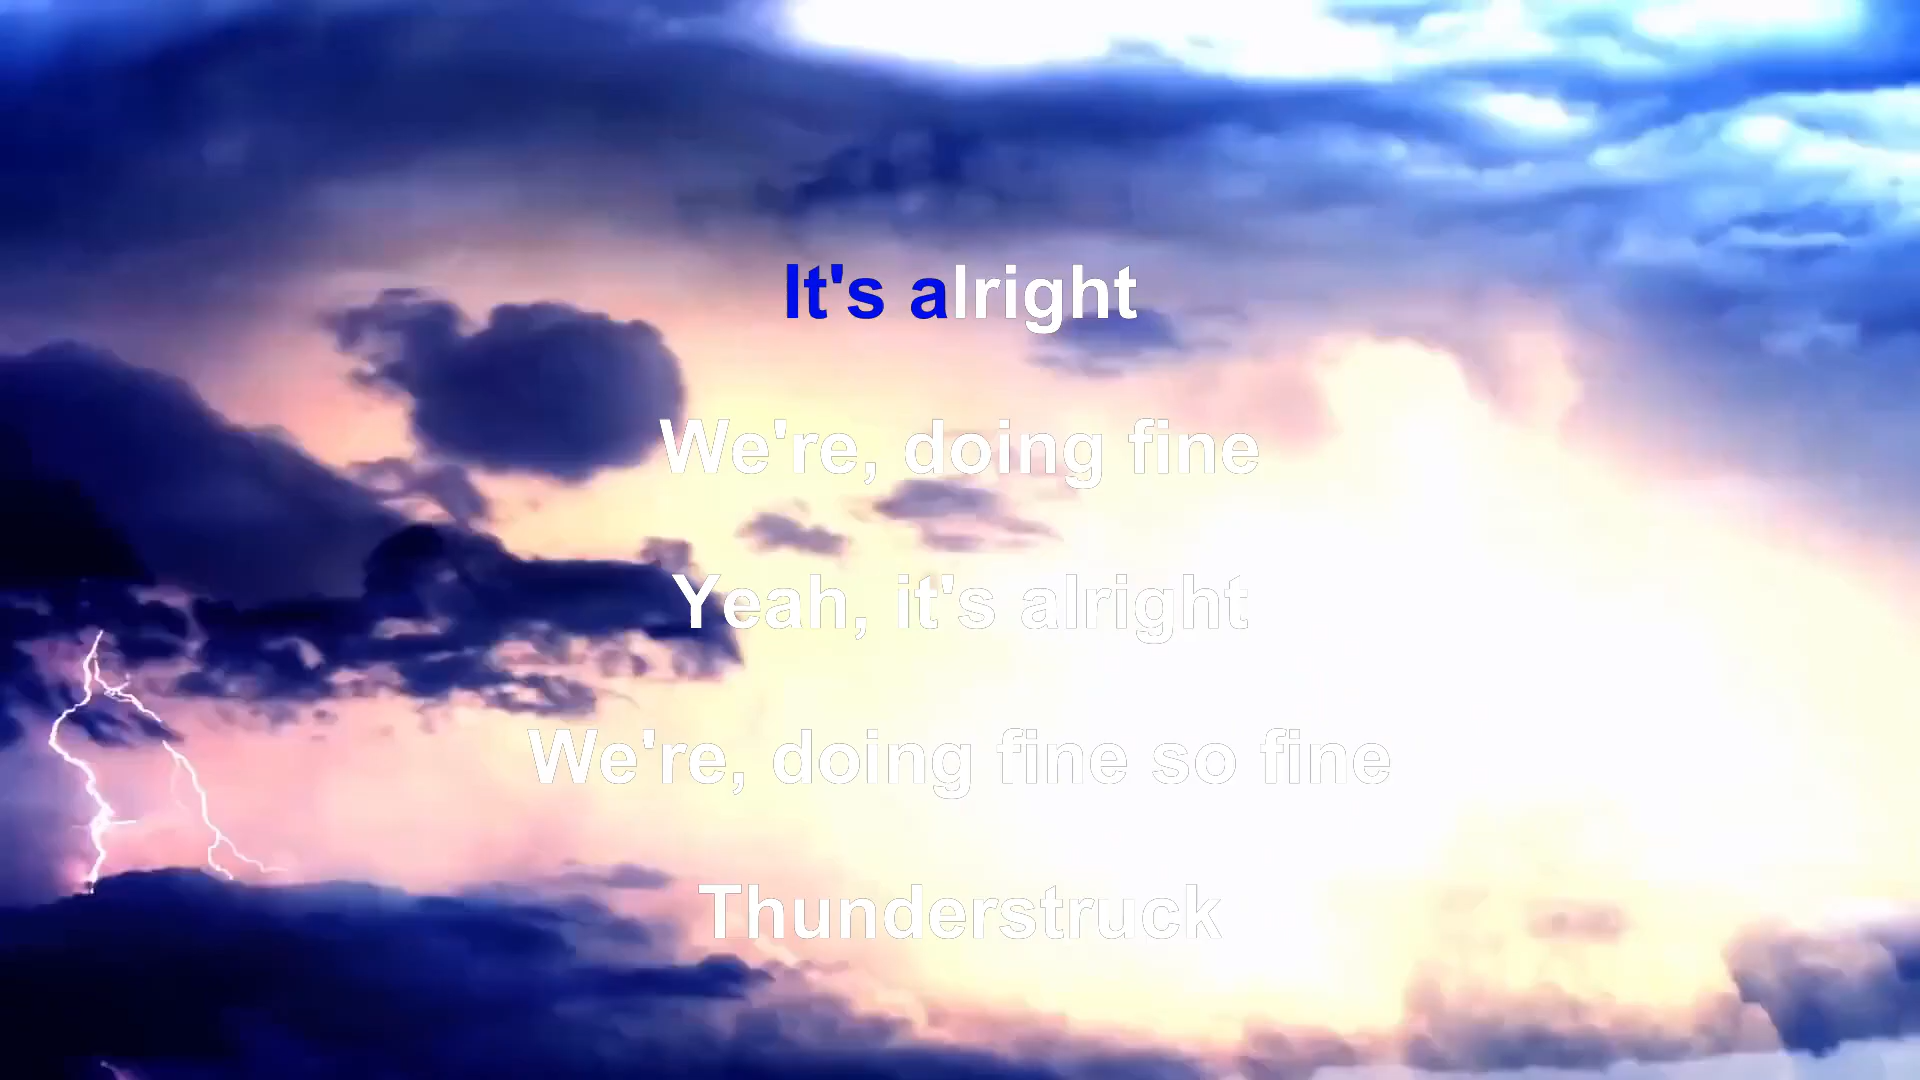 It's alright
We're, doing fine
Yeah, it's alright
We're, doing fine so fine
Thunderstruck